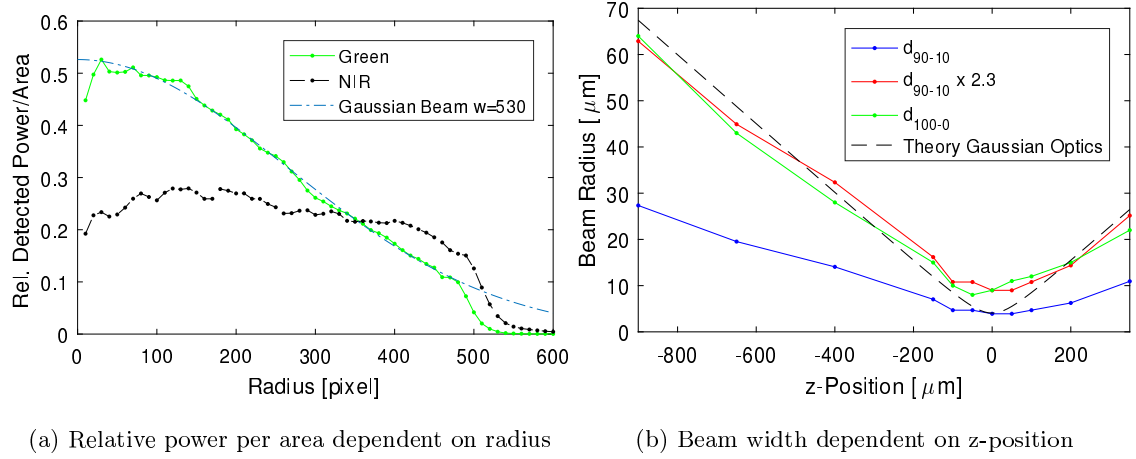 0.6
0.5
0.4
0.3
0.2
0.1
0
Rel. Detected Power/Area
0
100
200
300
400
500
600
Radius [pixel]
Green
NIR
Gaussian Beam w=530
(a) Relative power per area dependent on radius
70
60
50
40
30
20
10
0
Beam Radius [ μm]
-800
-600
-400
-200
0
200
z-Position [ μm]
d90-10
d90-10 x 2.3
d100-0
Theory Gaussian Optics
(b) Beam width dependent on z-position